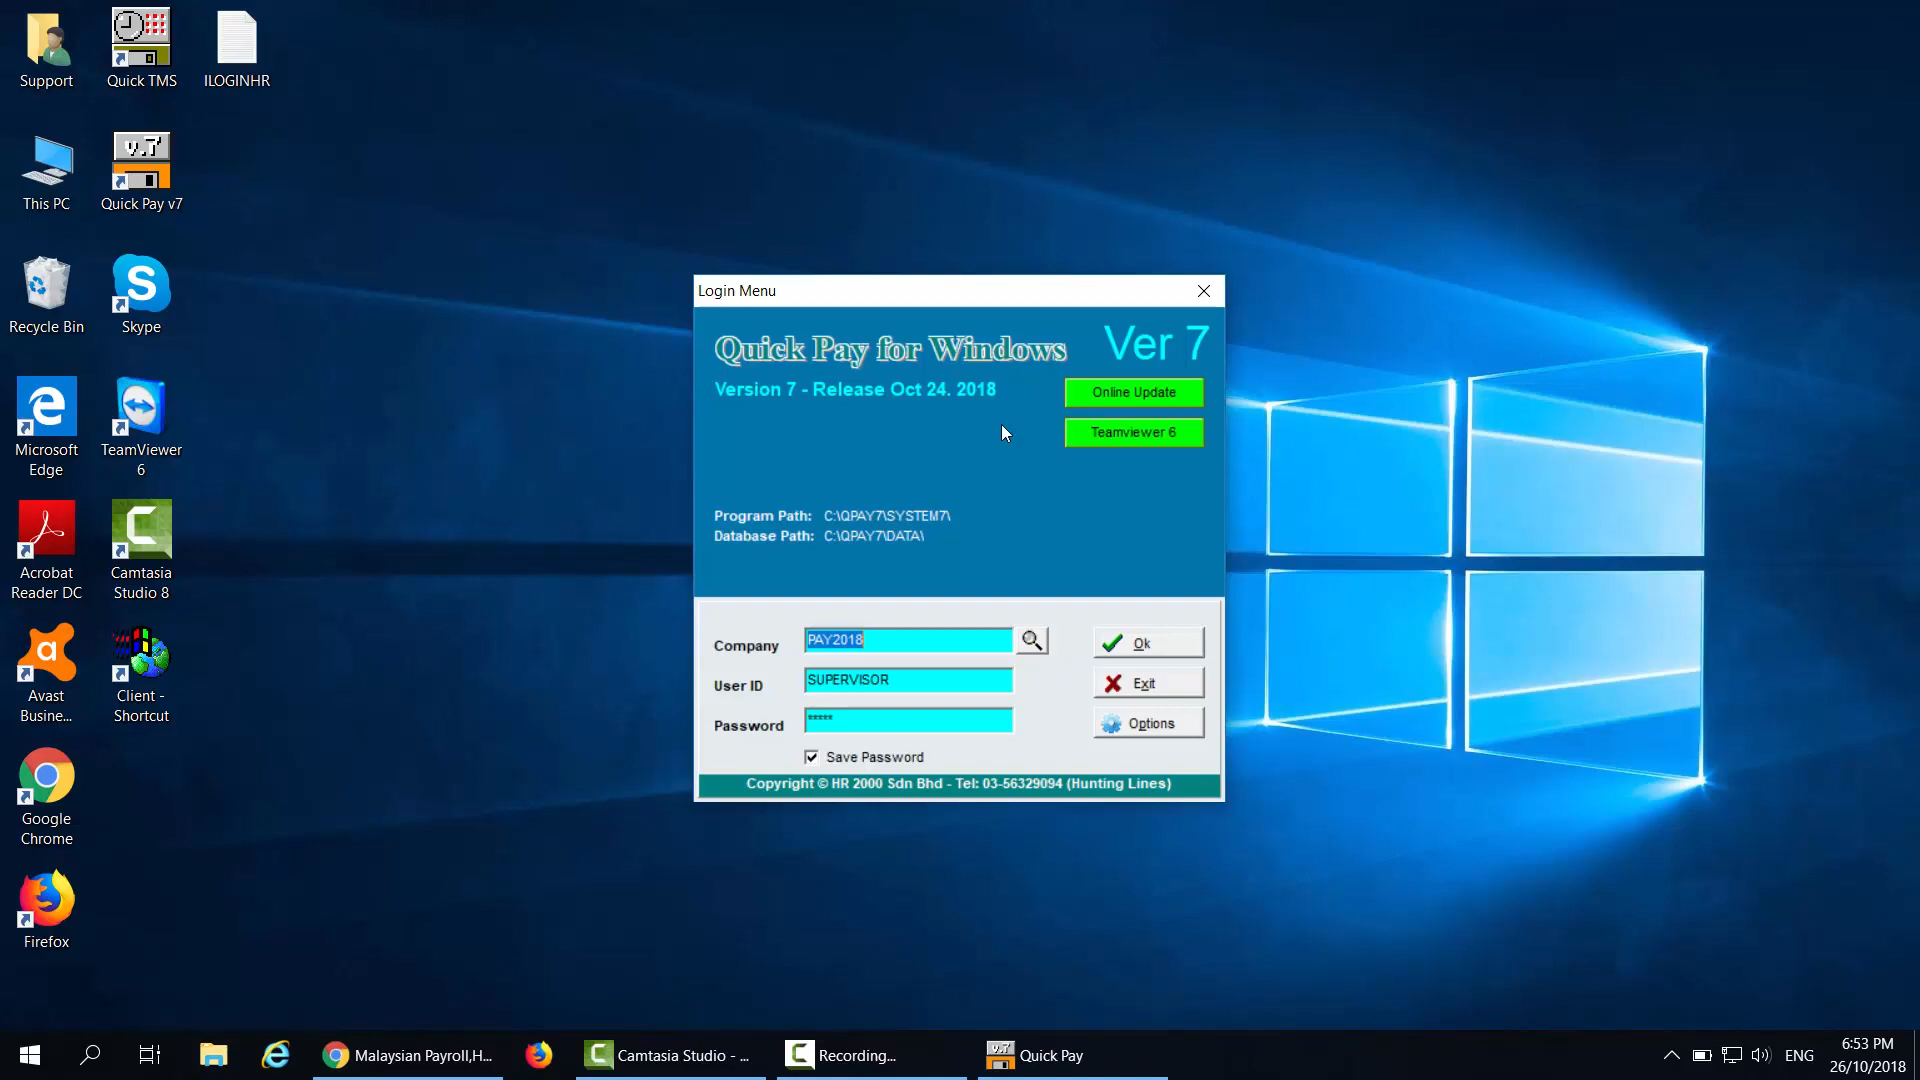 Support
Quick TMS
ILOGINHR
v.7
This PC
Quick Pay v7
Recycle Bin
Skype
Microsoft
Edge
TeamViewer
6
Acrobat
Reader DC
Camtasia
Studio 8
Avast
Busine...
Client -
Shortcut
Google
Chrome
Firefox
Login Menu
Quick Pay for Windows
Ver 7
Version 7 - Release Oct 24. 2018
Online Update
Teamviewer 6
Program Path: C:\QPAY7\SYSTEM7\
Database Path: C:\QPAY7\DATA\
Company PAY2018
Ok
User ID SUPERVISOR
Exit
Password *****
Options
Save Password
Copyright © HR 2000 Sdn Bhd - Tel: 03-56329094 (Hunting Lines)
Malaysian Payroll,H...
Camtasia Studio - ...
Recording...
v.7
Quick Pay
ENG
6:53 PM
26/10/2018